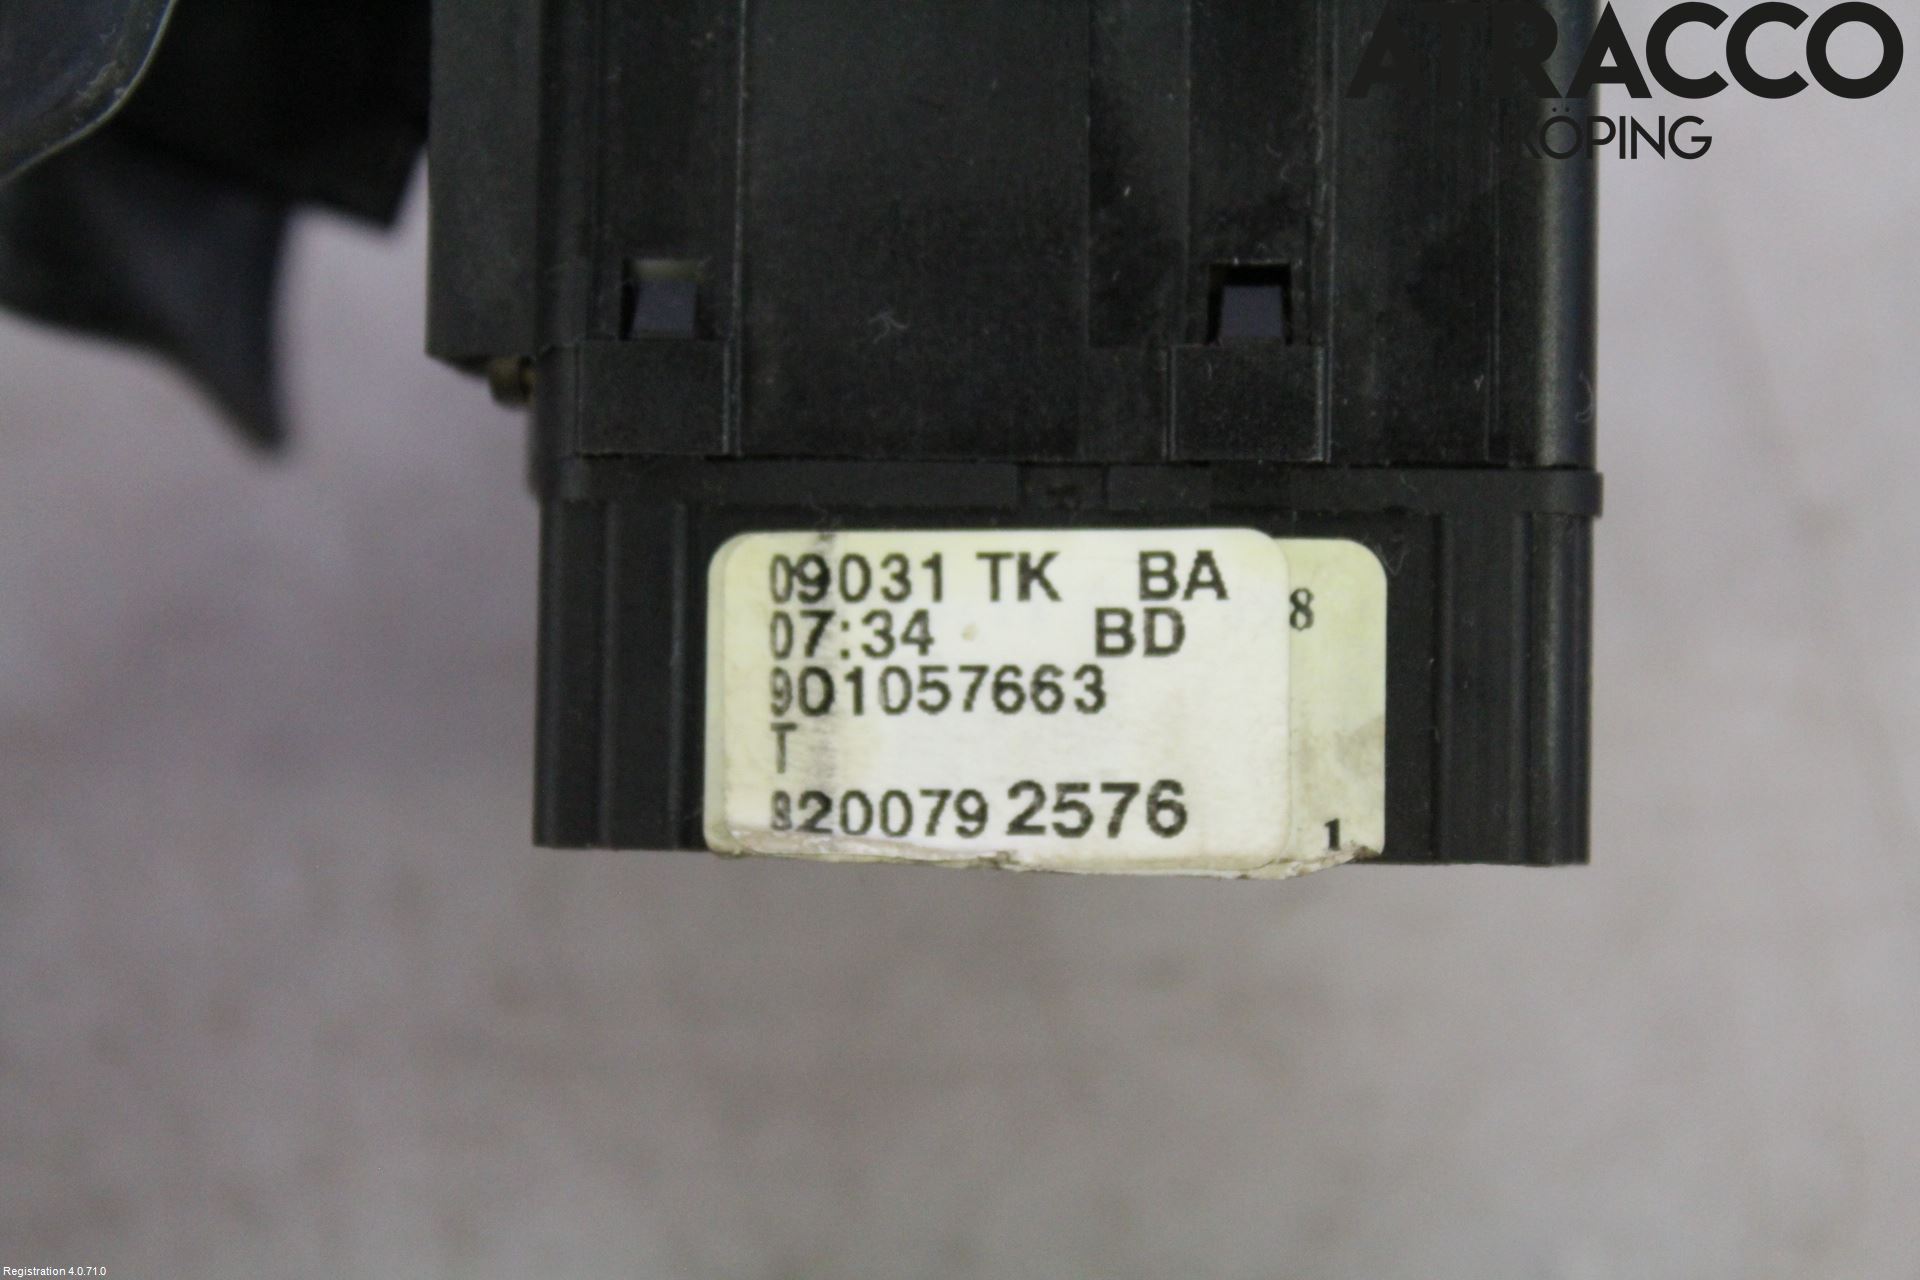 ATRACCO
KÖPING
09031 TK BA
07:34 BD
901057663
T
8200792576
8
1
Registration 4.0.71.0